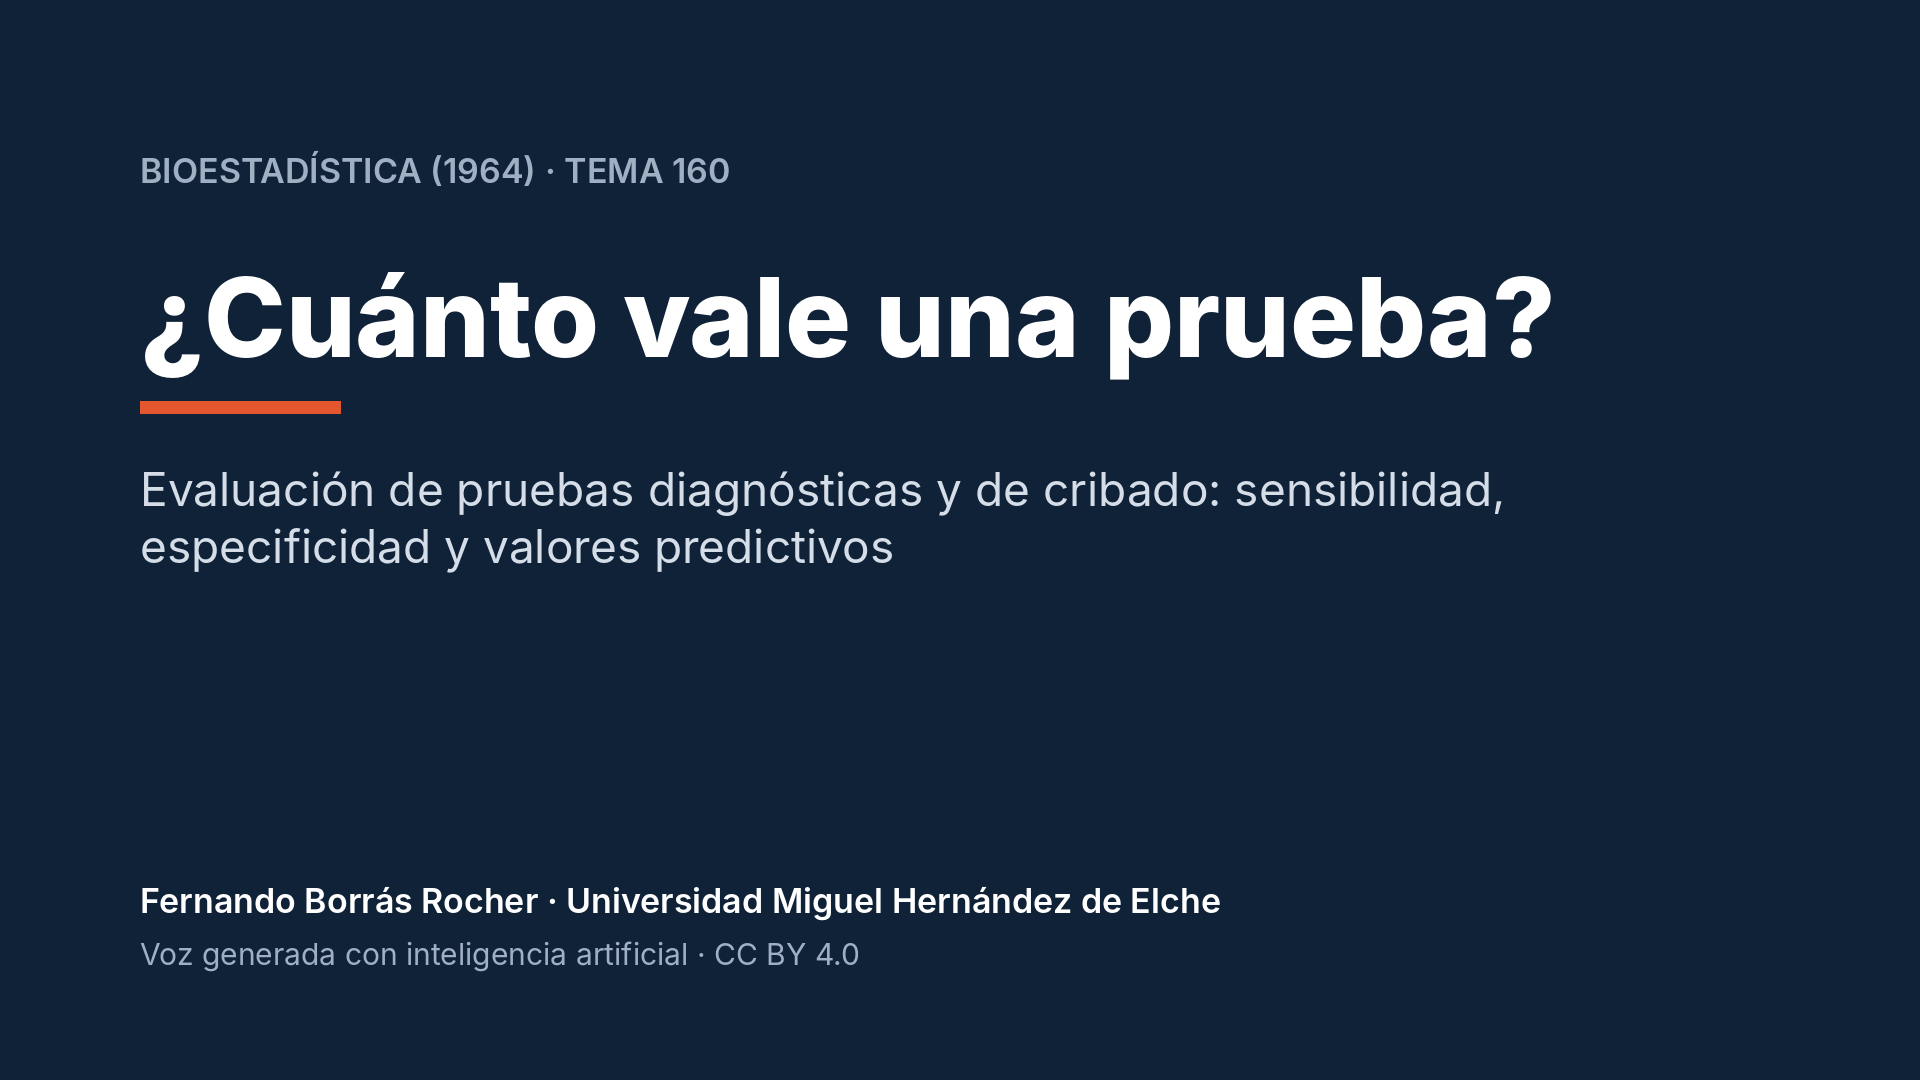 BIOESTADÍSTICA (1964) · TEMA 160
¿Cuánto vale una prueba?
Evaluación de pruebas diagnósticas y de cribado: sensibilidad,
especificidad y valores predictivos
Fernando Borrás Rocher · Universidad Miguel Hernández de Elche
Voz generada con inteligencia artificial · CC BY 4.0